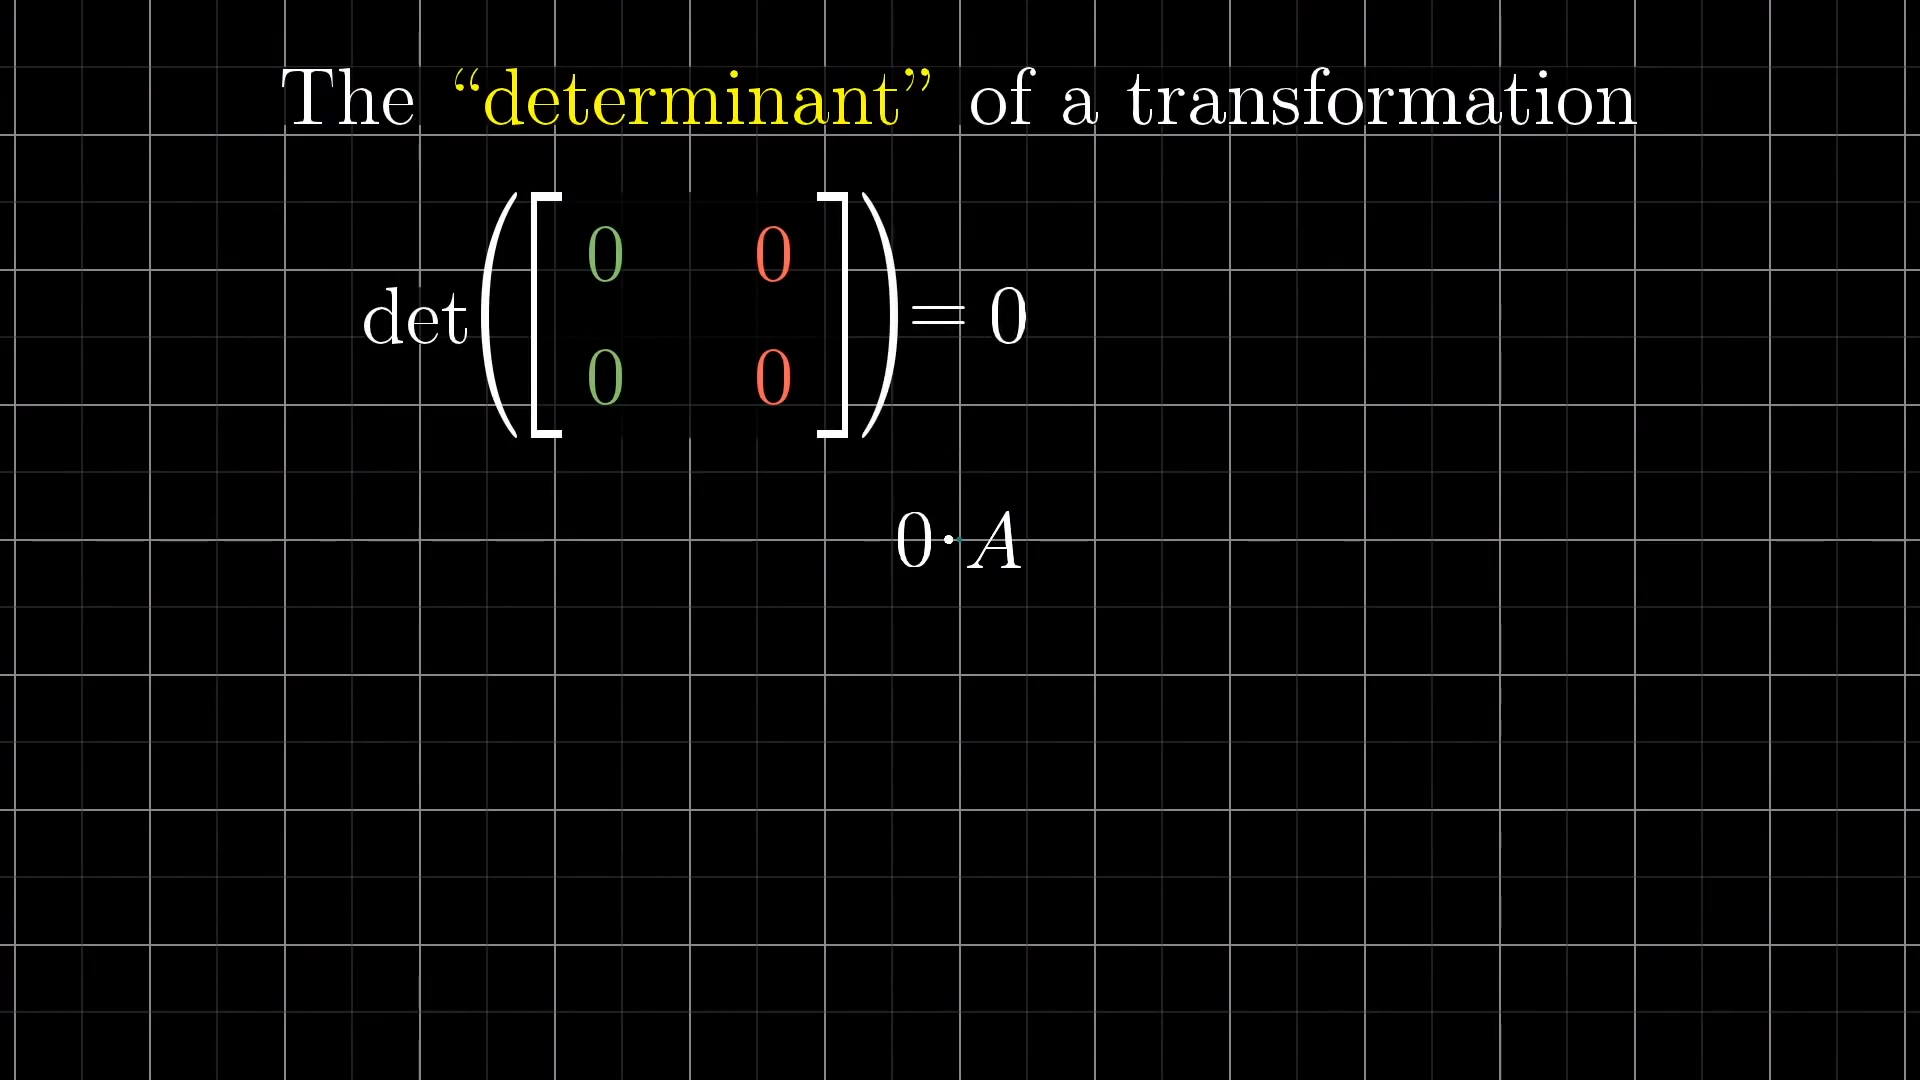 The “determinant” of a transformation
det([0 0
0 0]) = 0
0·A